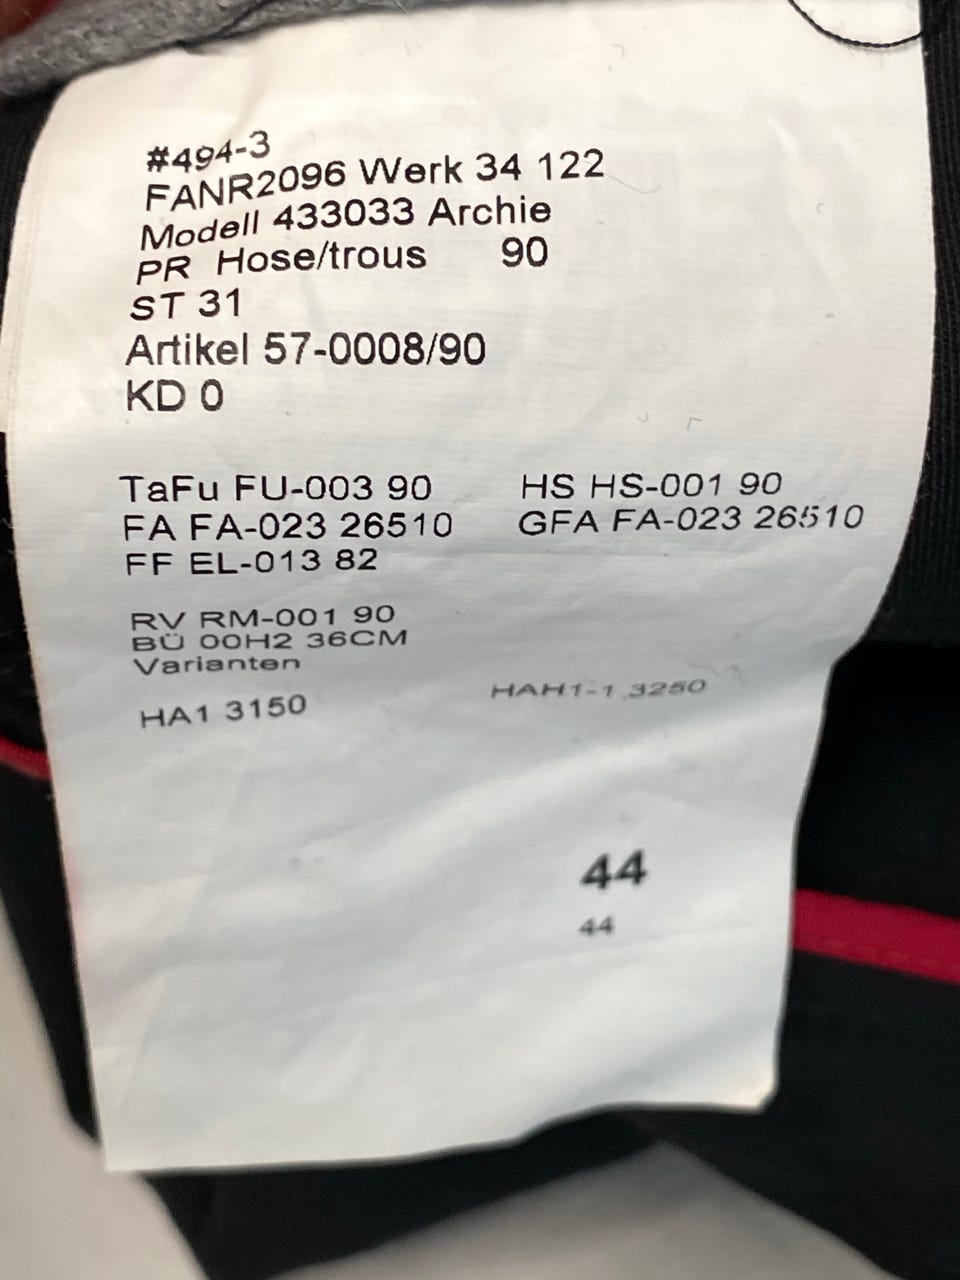 #494-3
FANR2096 Werk 34 122
Modell 433033 Archie
PR Hose/trous 90
ST 31
Artikel 57-0008/90
KD 0
TaFu FU-003 90 HS HS-001 90
FA FA-023 26510 GFA FA-023 26510
FF EL-013 82
RV RM-001 90
BÜ 00H2 36CM
Varianten
HA1 3150 HAH1-1 3250
44
44